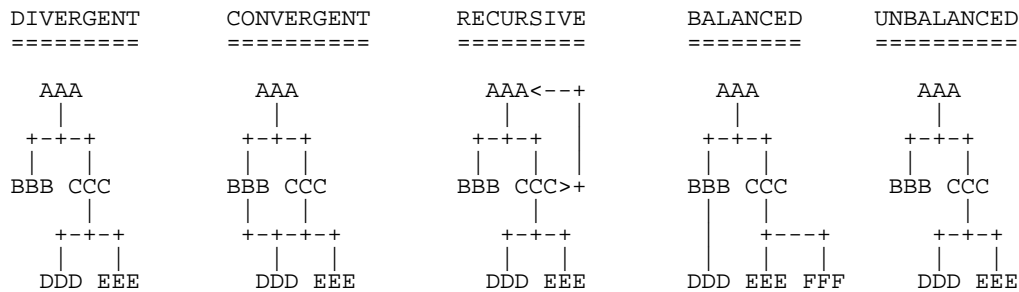 DIVERGENT CONVERGENT RECURSIVE BALANCED UNBALANCED
========= ========== ========= ======== ==========
AAA AAA AAA<--+ AAA AAA
| | | | | |
+-+-+ +-+-+ +-+-+ | +-+-+ +-+-+
| | | | | | | | | | |
BBB CCC BBB CCC BBB CCC>+ BBB CCC BBB CCC
| | | | | | |
+-+-+ +-+-+-+ +-+-+ | +---+ +-+-+
| | | | | | | | | | |
DDD EEE DDD EEE DDD EEE DDD EEE FFF DDD EEE